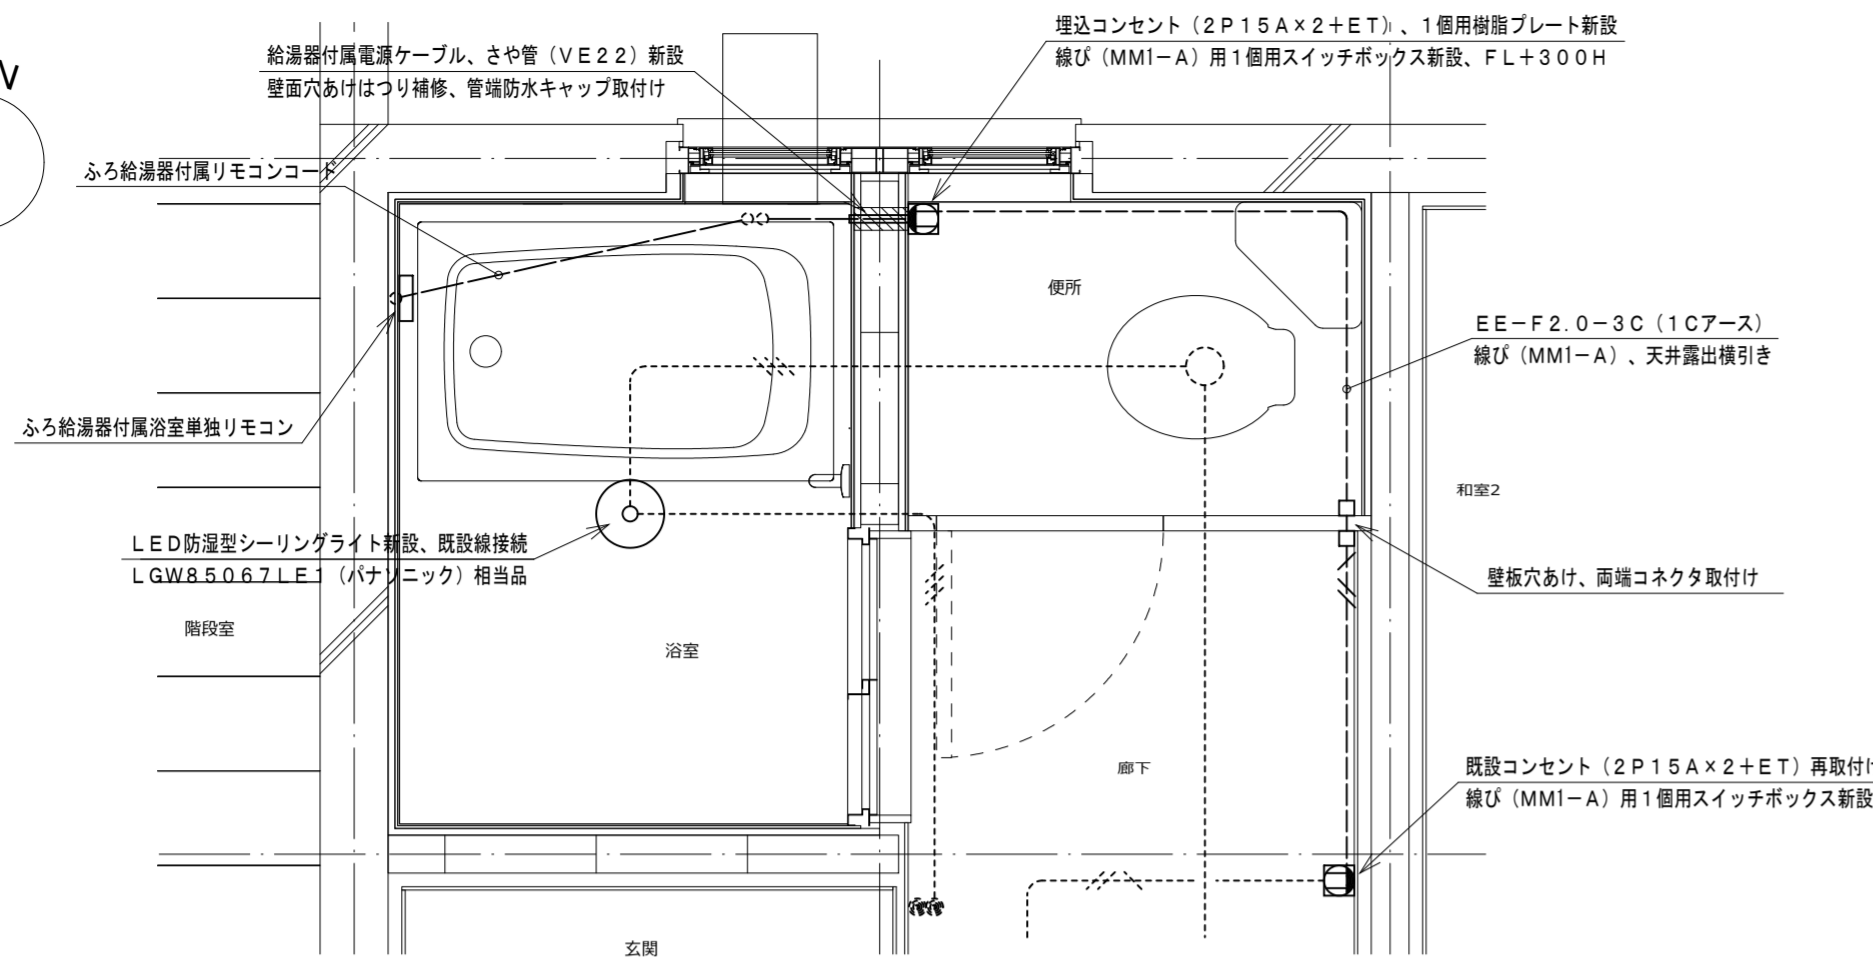 埋込コンセント（２Ｐ１５Ａ×２＋ＥＴ）、１個用樹脂プレート新設
線ぴ（ＭＭ1－Ａ）用１個用スイッチボックス新設、ＦＬ＋３００Ｈ
給湯器付属電源ケーブル、さや管（ＶＥ２２）新設
壁面穴あけはつり補修、管端防水キャップ取付け
ふろ給湯器付属リモコンコード
便所
ＥＥ－Ｆ２.０－３Ｃ（１Ｃアース）
線ぴ（ＭＭ1－Ａ）、天井露出横引き
ふろ給湯器付属浴室単独リモコン
和室2
ＬＥＤ防湿型シーリングライト新設、既設線接続
ＬＧＷ８５０６７ＬＥ１（パナソニック）相当品
壁板穴あけ、両端コネクタ取付け
階段室
浴室
廊下
既設コンセント（２Ｐ１５Ａ×２＋ＥＴ）再取付け
線ぴ（ＭＭ1－Ａ）用１個用スイッチボックス新設
玄関